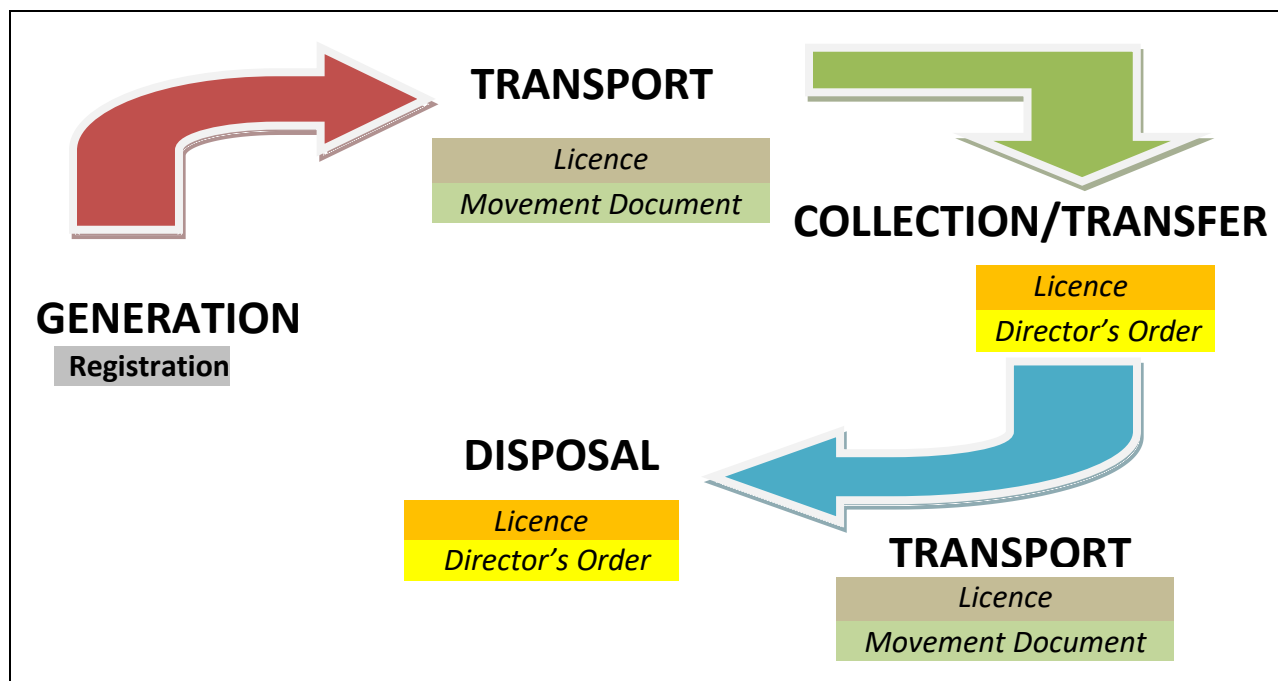 TRANSPORT
Licence
Movement Document
COLLECTION/TRANSFER
Licence
Director’s Order
GENERATION
Registration
DISPOSAL
Licence
Director’s Order
TRANSPORT
Licence
Movement Document